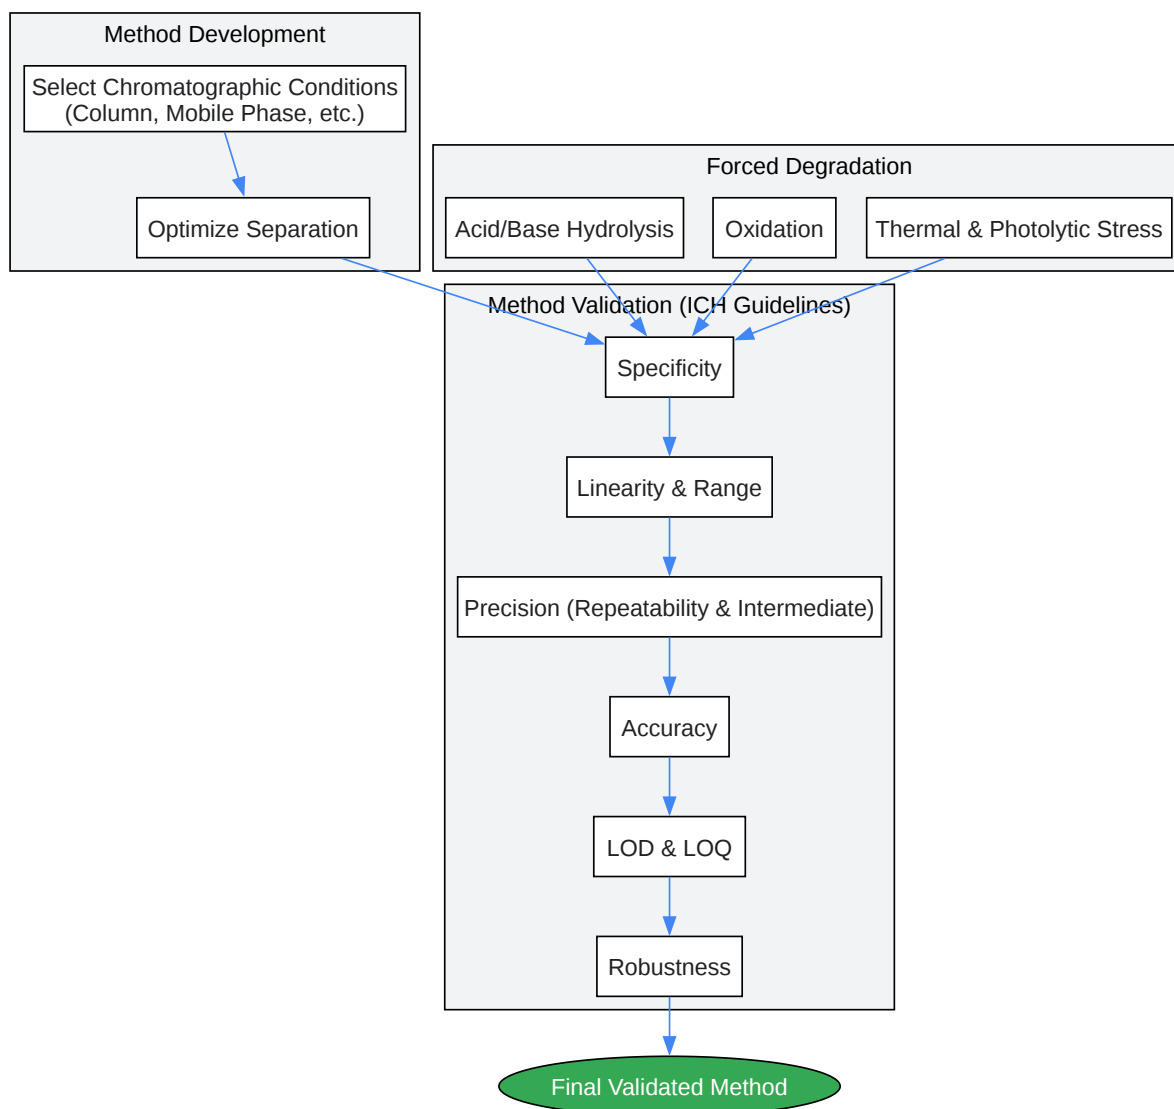 Method Development
Select Chromatographic Conditions
(Column, Mobile Phase, etc.)
Optimize Separation
Forced Degradation
Acid/Base Hydrolysis
Oxidation
Thermal & Photolytic Stress
Method Validation (ICH Guidelines)
Specificity
Linearity & Range
Precision (Repeatability & Intermediate)
Accuracy
LOD & LOQ
Robustness
Final Validated Method